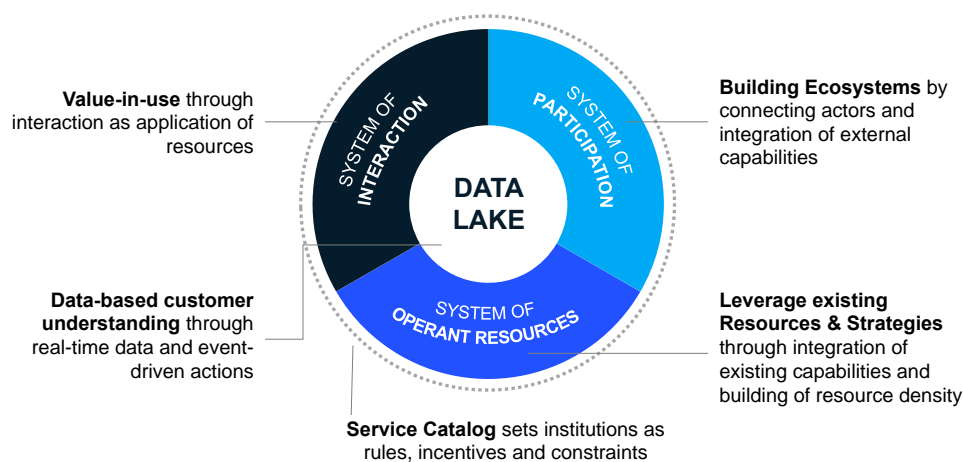 Value-in-use through
interaction as application of
resources
SYSTEM OF
INTERACTION
SYSTEM OF
PARTICIPATION
Building Ecosystems by
connecting actors and
integration of external
capabilities
DATA
LAKE
Data-based customer
understanding through
real-time data and event-
driven actions
SYSTEM OF
OPERANT RESOURCES
Leverage existing
Resources & Strategies
through integration of
existing capabilities and
building of resource density
Service Catalog sets institutions as
rules, incentives and constraints